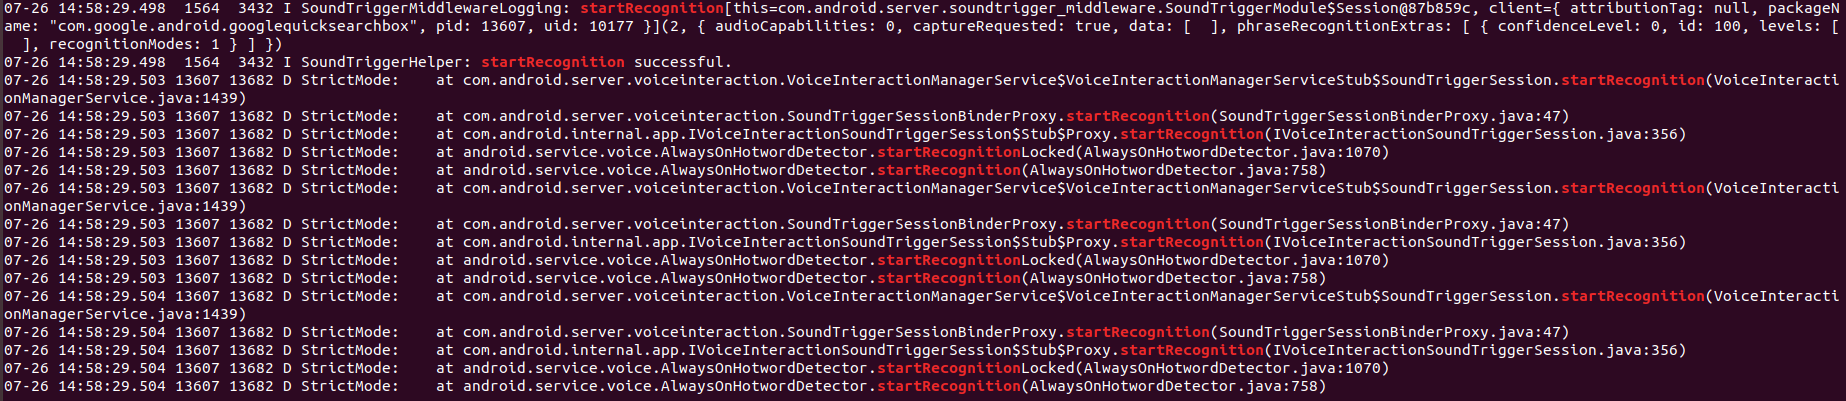 07-26 14:58:29.498  1564  3432 I SoundTriggerMiddlewareLogging: startRecognition[this=com.android.server.soundtrigger_middleware.SoundTriggerModule$Session@87b859c, client={ attributionTag: null, packageN
ame: "com.google.android.googlequicksearchbox", pid: 13607, uid: 10177 }](2, { audioCapabilities: 0, captureRequested: true, data: [  ], phraseRecognitionExtras: [ { confidenceLevel: 0, id: 100, levels: [
  ], recognitionModes: 1 } ] })
07-26 14:58:29.498  1564  3432 I SoundTriggerHelper: startRecognition successful.
07-26 14:58:29.503 13607 13682 D StrictMode:    at com.android.server.voiceinteraction.VoiceInteractionManagerService$VoiceInteractionManagerServiceStub$SoundTriggerSession.startRecognition(VoiceInteracti
onManagerService.java:1439)
07-26 14:58:29.503 13607 13682 D StrictMode:    at com.android.server.voiceinteraction.SoundTriggerSessionBinderProxy.startRecognition(SoundTriggerSessionBinderProxy.java:47)
07-26 14:58:29.503 13607 13682 D StrictMode:    at com.android.internal.app.IVoiceInteractionSoundTriggerSession$Stub$Proxy.startRecognition(IVoiceInteractionSoundTriggerSession.java:356)
07-26 14:58:29.503 13607 13682 D StrictMode:    at android.service.voice.AlwaysOnHotwordDetector.startRecognitionLocked(AlwaysOnHotwordDetector.java:1070)
07-26 14:58:29.503 13607 13682 D StrictMode:    at android.service.voice.AlwaysOnHotwordDetector.startRecognition(AlwaysOnHotwordDetector.java:758)
07-26 14:58:29.503 13607 13682 D StrictMode:    at com.android.server.voiceinteraction.VoiceInteractionManagerService$VoiceInteractionManagerServiceStub$SoundTriggerSession.startRecognition(VoiceInteracti
onManagerService.java:1439)
07-26 14:58:29.503 13607 13682 D StrictMode:    at com.android.server.voiceinteraction.SoundTriggerSessionBinderProxy.startRecognition(SoundTriggerSessionBinderProxy.java:47)
07-26 14:58:29.503 13607 13682 D StrictMode:    at com.android.internal.app.IVoiceInteractionSoundTriggerSession$Stub$Proxy.startRecognition(IVoiceInteractionSoundTriggerSession.java:356)
07-26 14:58:29.503 13607 13682 D StrictMode:    at android.service.voice.AlwaysOnHotwordDetector.startRecognitionLocked(AlwaysOnHotwordDetector.java:1070)
07-26 14:58:29.503 13607 13682 D StrictMode:    at android.service.voice.AlwaysOnHotwordDetector.startRecognition(AlwaysOnHotwordDetector.java:758)
07-26 14:58:29.504 13607 13682 D StrictMode:    at com.android.server.voiceinteraction.VoiceInteractionManagerService$VoiceInteractionManagerServiceStub$SoundTriggerSession.startRecognition(VoiceInteracti
onManagerService.java:1439)
07-26 14:58:29.504 13607 13682 D StrictMode:    at com.android.server.voiceinteraction.SoundTriggerSessionBinderProxy.startRecognition(SoundTriggerSessionBinderProxy.java:47)
07-26 14:58:29.504 13607 13682 D StrictMode:    at com.android.internal.app.IVoiceInteractionSoundTriggerSession$Stub$Proxy.startRecognition(IVoiceInteractionSoundTriggerSession.java:356)
07-26 14:58:29.504 13607 13682 D StrictMode:    at android.service.voice.AlwaysOnHotwordDetector.startRecognitionLocked(AlwaysOnHotwordDetector.java:1070)
07-26 14:58:29.504 13607 13682 D StrictMode:    at android.service.voice.AlwaysOnHotwordDetector.startRecognition(AlwaysOnHotwordDetector.java:758)